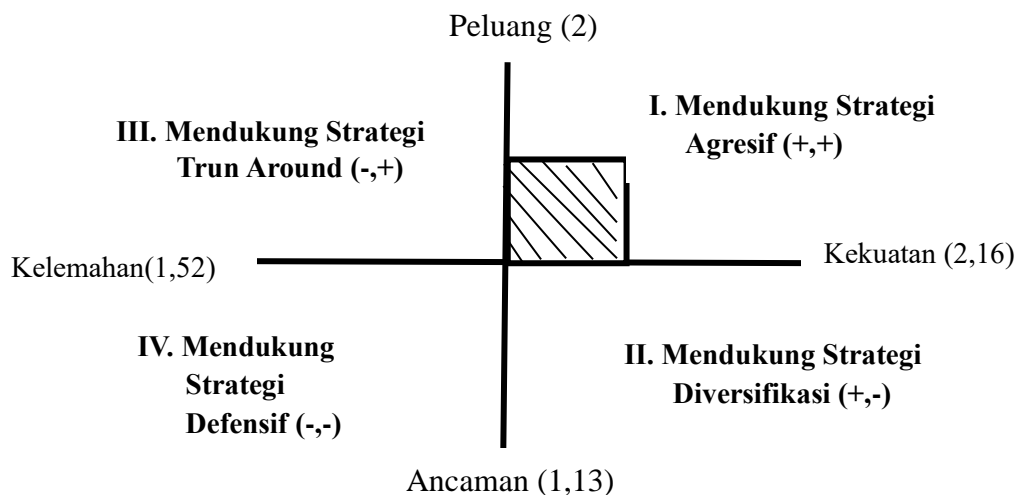 Peluang (2)
I. Mendukung Strategi
Agresif (+,+)
III. Mendukung Strategi
Trun Around (-,+)
Kelemahan(1,52)
Kekuatan (2,16)
IV. Mendukung
Strategi
Defensif (-,-)
II. Mendukung Strategi
Diversifikasi (+,-)
Ancaman (1,13)